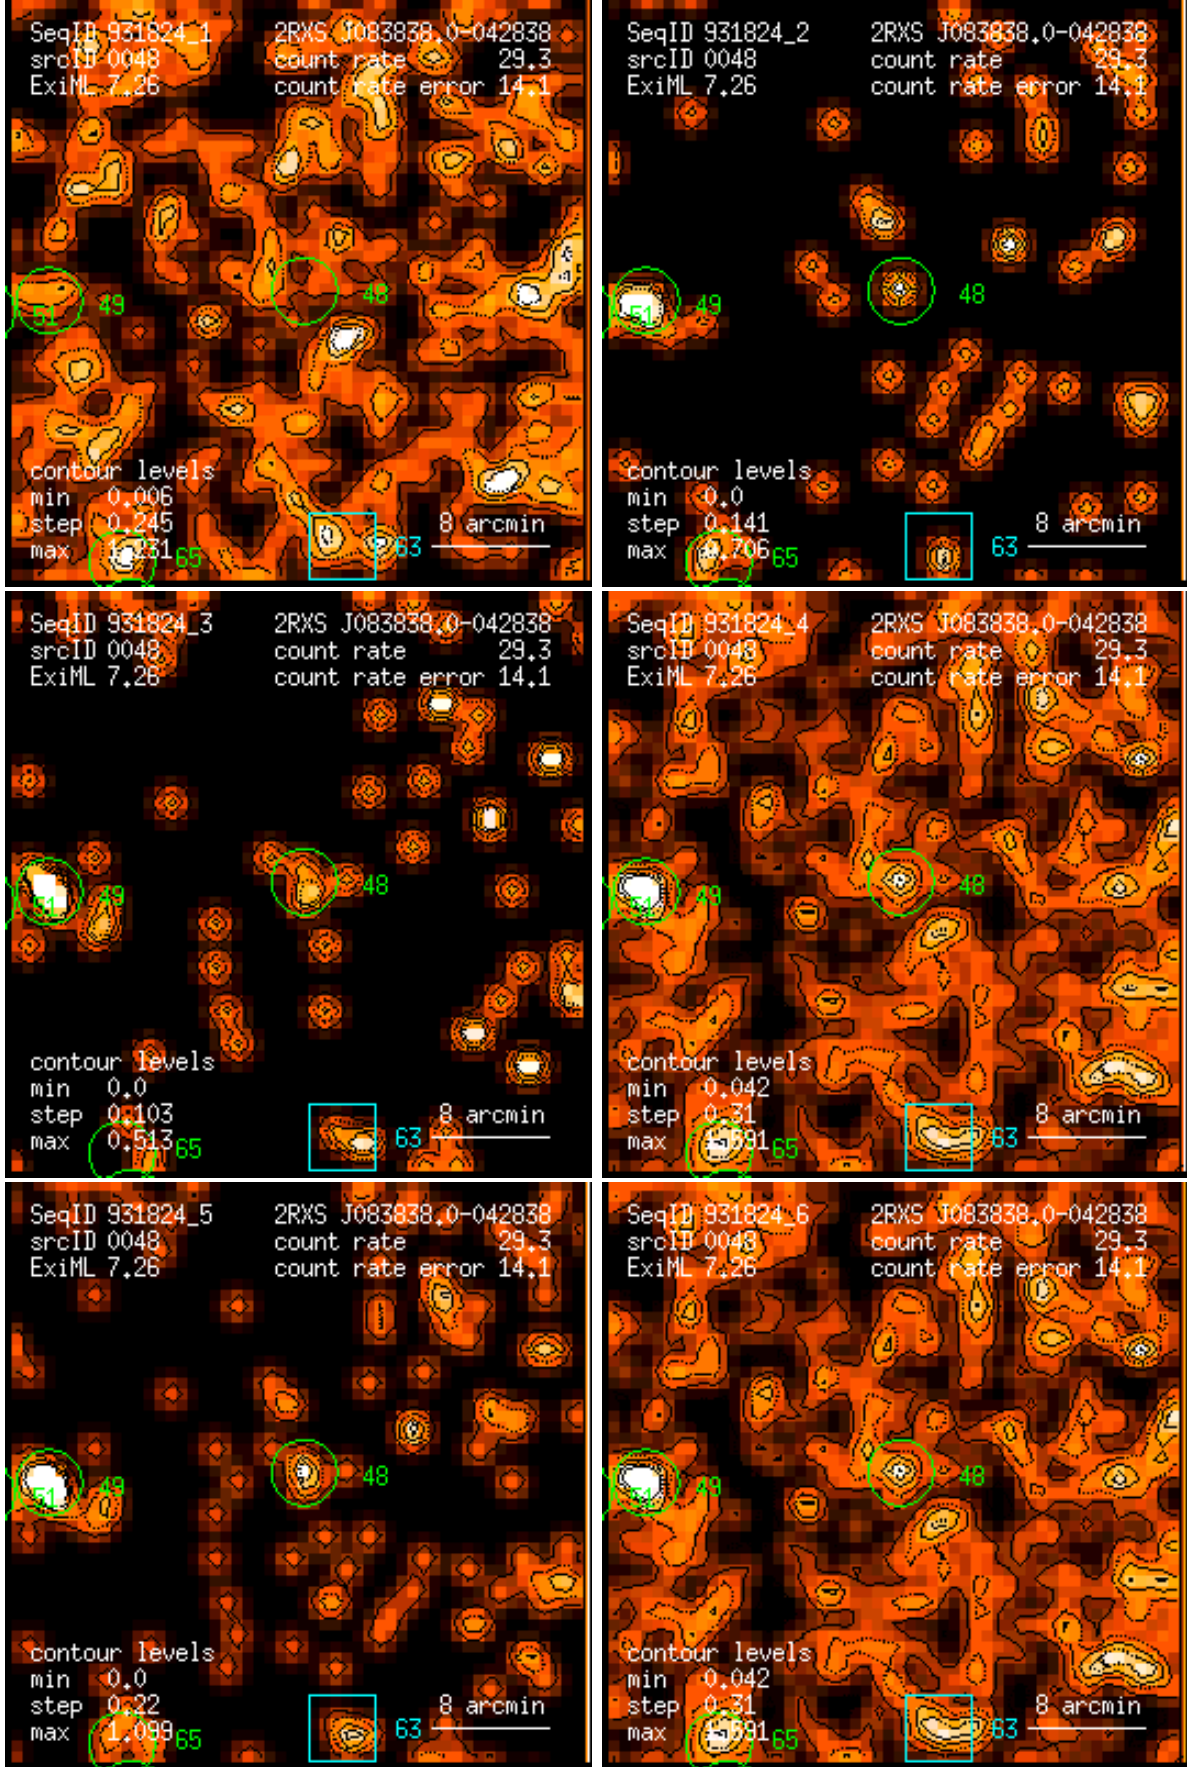 SeqID 931824_1 2RXS J083838.0-042838
srcID 0048 count rate 29.3
ExiML 7.26 count rate error 14.1
48
49
51
contour levels
min 0.006
step 0.245
max 1.231
8 arcmin
63
65
SeqID 931824_2 2RXS J083838.0-042838
srcID 0048 count rate 29.3
ExiML 7.26 count rate error 14.1
48
49
51
contour levels
min 0.0
step 0.141
max 0.706
8 arcmin
63
65
SeqID 931824_3 2RXS J083838.0-042838
srcID 0048 count rate 29.3
ExiML 7.26 count rate error 14.1
48
49
51
contour levels
min 0.0
step 0.103
max 0.513
8 arcmin
63
65
SeqID 931824_4 2RXS J083838.0-042838
srcID 0048 count rate 29.3
ExiML 7.26 count rate error 14.1
48
49
51
contour levels
min 0.042
step 0.31
max 1.591
8 arcmin
63
65
SeqID 931824_5 2RXS J083838.0-042838
srcID 0048 count rate 29.3
ExiML 7.26 count rate error 14.1
48
49
51
contour levels
min 0.0
step 0.22
max 1.099
8 arcmin
63
65
SeqID 931824_6 2RXS J083838.0-042838
srcID 0048 count rate 29.3
ExiML 7.26 count rate error 14.1
48
49
51
contour levels
min 0.042
step 0.31
max 1.591
8 arcmin
63
65